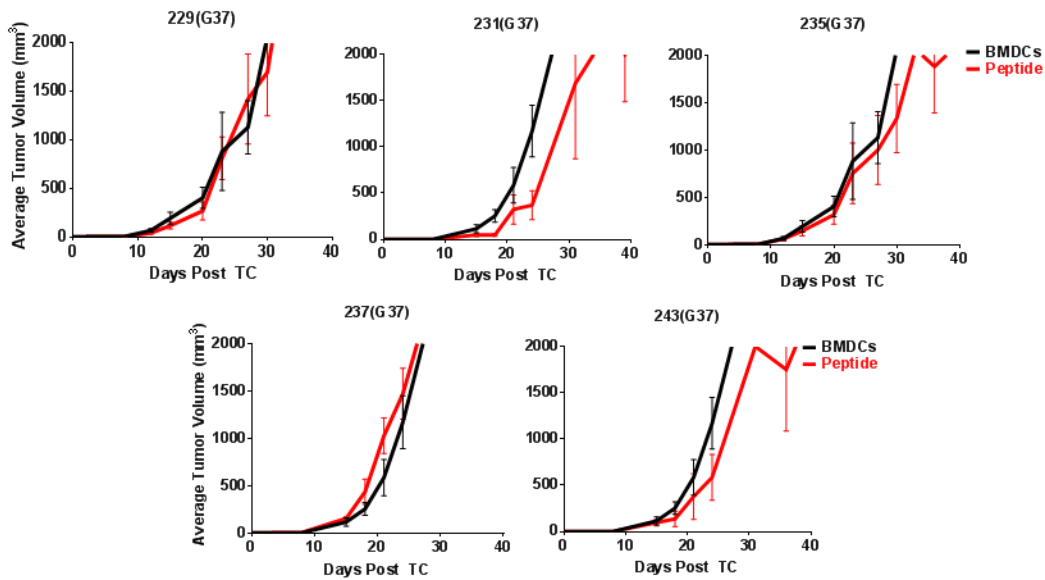 229(G37)
231(G37)
235(G37)
BMDCs
Peptide
Average Tumor Volume (mm³)
2000
1500
1000
500
0
0 10 20 30 40
Days Post TC
2000
1500
1000
500
0
0 10 20 30 40
Days Post TC
2000
1500
1000
500
0
0 10 20 30 40
Days Post TC
237(G37)
243(G37)
BMDCs
Peptide
Average Tumor Volume (mm³)
2000
1500
1000
500
0
0 10 20 30 40
Days Post TC
2000
1500
1000
500
0
0 10 20 30 40
Days Post TC